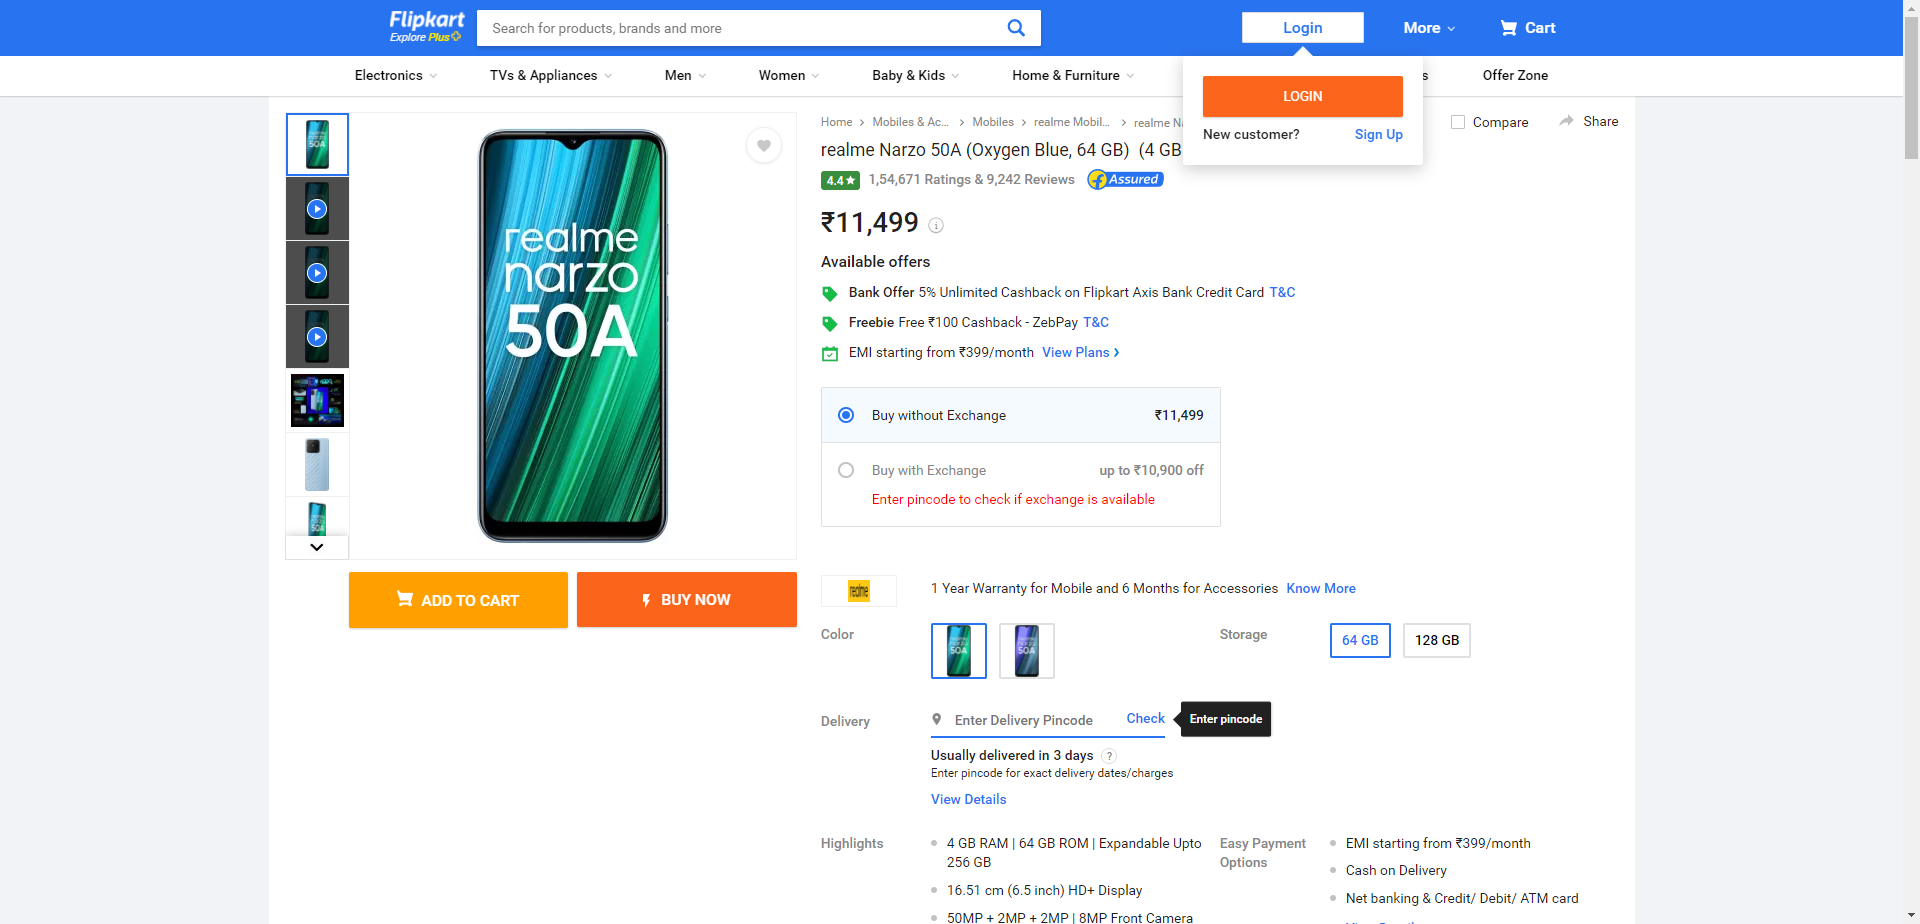 Flipkart
Explore Plus
Search for products, brands and more
Login
More
Cart
Electronics
TVs & Appliances
Men
Women
Baby & Kids
Home & Furniture
Offer Zone
LOGIN
New customer?
Sign Up
Home
Mobiles & Ac...
Mobiles
realme Mobil...
realme N
Compare
Share
realme Narzo 50A (Oxygen Blue, 64 GB) (4 GB
4.4★
1,54,671 Ratings & 9,242 Reviews
Assured
₹11,499
Available offers
Bank Offer 5% Unlimited Cashback on Flipkart Axis Bank Credit Card T&C
Freebie Free ₹100 Cashback - ZebPay T&C
EMI starting from ₹399/month View Plans
realme
narzo
50A
Buy without Exchange
₹11,499
Buy with Exchange
up to ₹10,900 off
Enter pincode to check if exchange is available
ADD TO CART
BUY NOW
realme
1 Year Warranty for Mobile and 6 Months for Accessories Know More
Color
50A
50A
Storage
64 GB
128 GB
Delivery
Enter Delivery Pincode
Check
Enter pincode
Usually delivered in 3 days ?
Enter pincode for exact delivery dates/charges
View Details
Highlights
4 GB RAM | 64 GB ROM | Expandable Upto
256 GB
16.51 cm (6.5 inch) HD+ Display
50MP + 2MP + 2MP | 8MP Front Camera
Easy Payment
Options
EMI starting from ₹399/month
Cash on Delivery
Net banking & Credit/ Debit/ ATM card